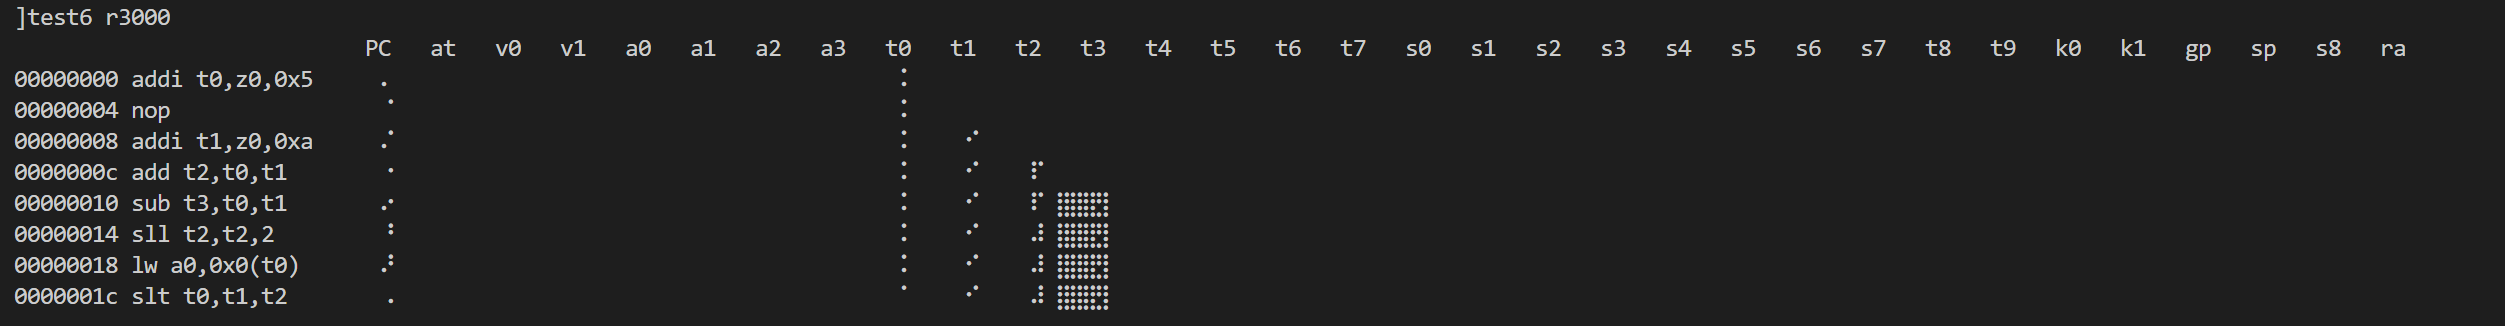 ]test6 r3000
PC at v0 v1 a0 a1 a2 a3 t0 t1 t2 t3 t4 t5 t6 t7 s0 s1 s2 s3 s4 s5 s6 s7 t8 t9 k0 k1 gp sp s8 ra
00000000 addi t0,z0,0x5
00000004 nop
00000008 addi t1,z0,0xa
0000000c add t2,t0,t1
00000010 sub t3,t0,t1
00000014 sll t2,t2,2
00000018 lw a0,0x0(t0)
0000001c slt t0,t1,t2